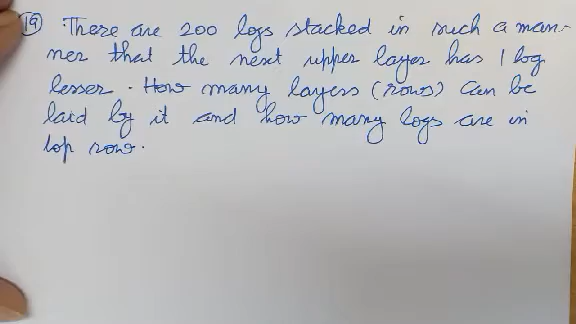 (19) There are 200 logs stacked in such a man-
ner that the next upper layer has 1 log
lesser. How many layers (rows) can be
laid by it and how many logs are in
top row.